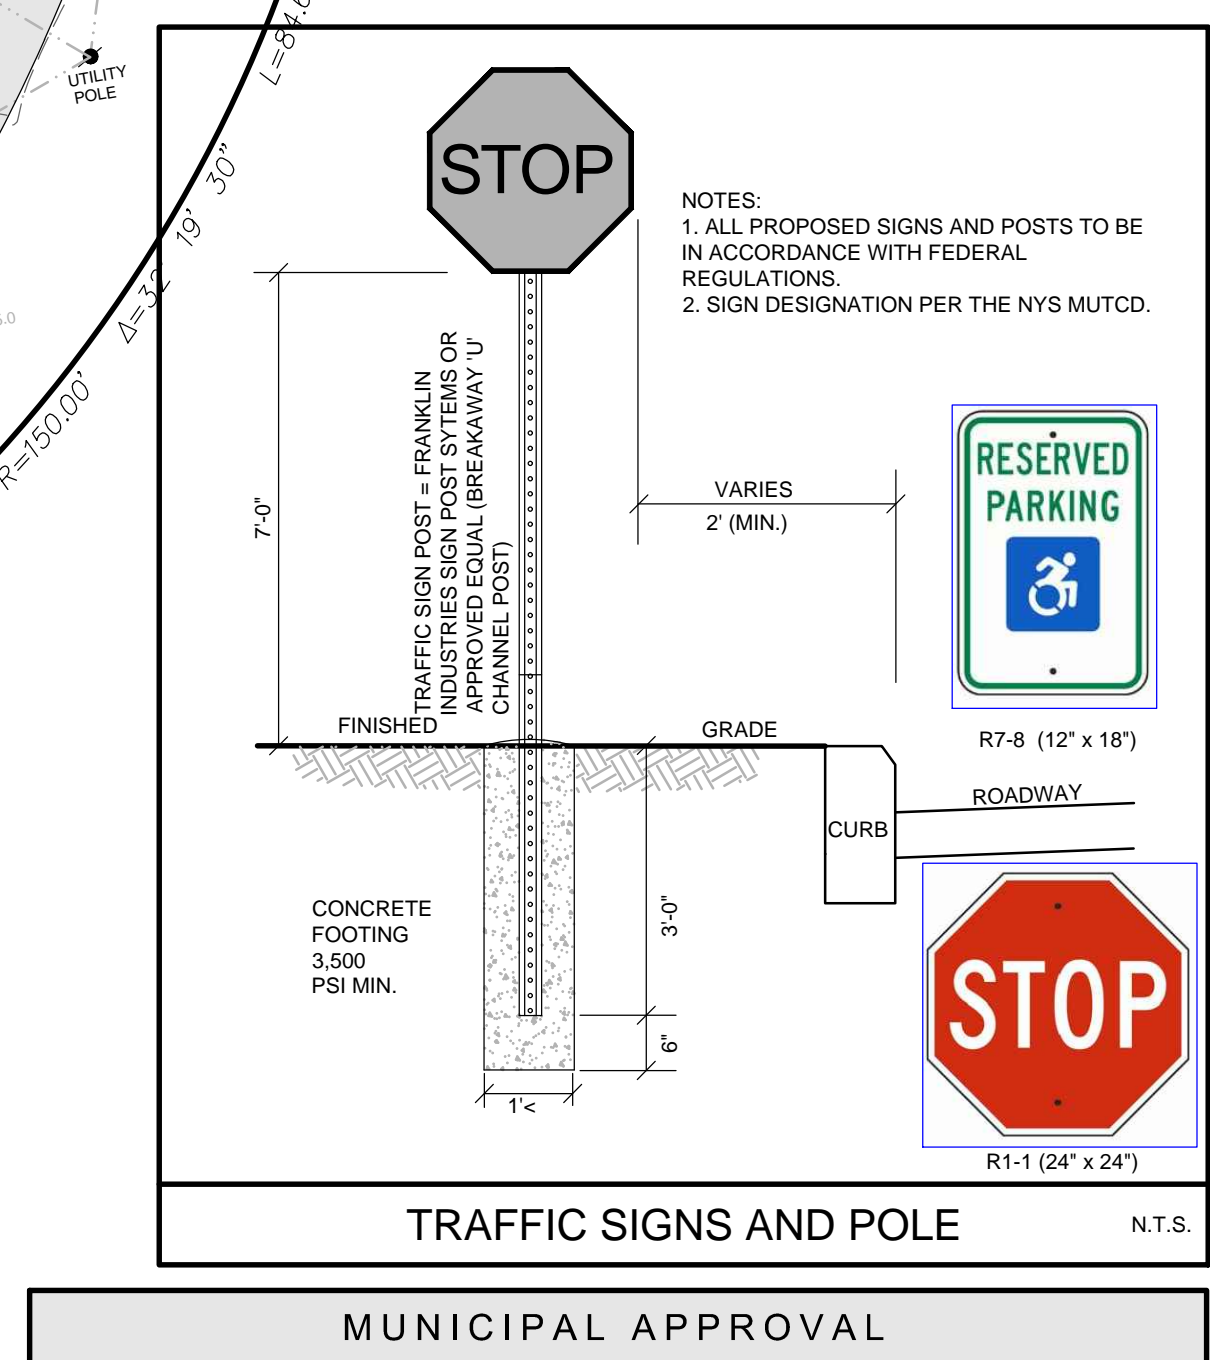 UTILITY
POLE
R=150.00'
Δ=32° 19' 30"
STOP
NOTES:
1. ALL PROPOSED SIGNS AND POSTS TO BE
IN ACCORDANCE WITH FEDERAL
REGULATIONS.
2. SIGN DESIGNATION PER THE NYS MUTCD.
7'-0"
TRAFFIC SIGN POST = FRANKLIN
INDUSTRIES SIGN POST SYTEMS OR
APPROVED EQUAL (BREAKAWAY 'U'
CHANNEL POST)
VARIES
2' (MIN.)
RESERVED
PARKING
R7-8 (12" x 18")
FINISHED
GRADE
ROADWAY
CURB
CONCRETE
FOOTING
3,500
PSI MIN.
3'-0"
6"
1'<
STOP
R1-1 (24" x 24")
TRAFFIC SIGNS AND POLE
N.T.S.
MUNICIPAL APPROVAL